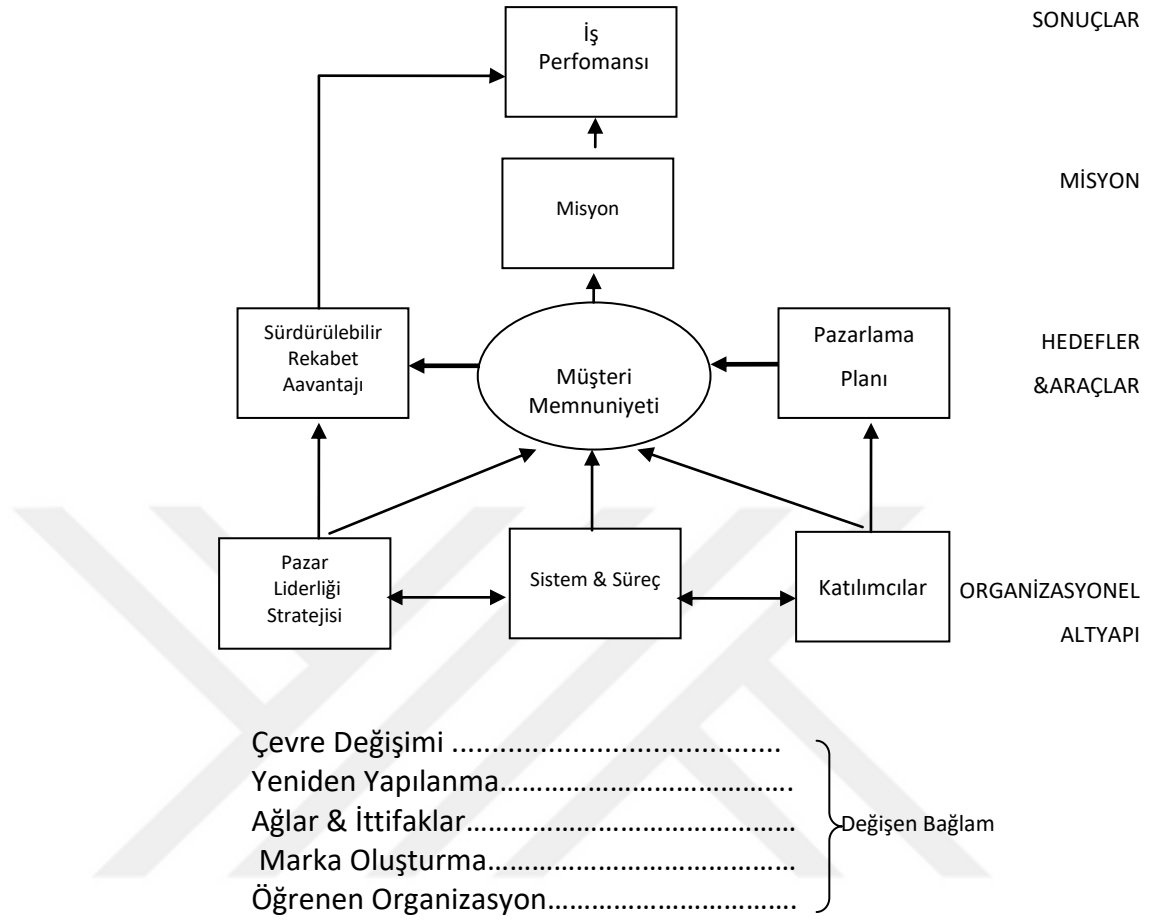 SONUÇLAR
İş
Perfomansı
MİSYON
Misyon
Sürdürülebilir
Rekabet
Aavantajı
Müşteri
Memnuniyeti
Pazarlama
Planı
HEDEFLER
&ARAÇLAR
Pazar
Liderliği
Stratejisi
Sistem & Süreç
Katılımcılar
ORGANİZASYONEL
ALTYAPI
Çevre Değişimi ........................................
Yeniden Yapılanma....................................
Ağlar & İttifaklar........................................
Marka Oluşturma.....................................
Öğrenen Organizasyon..............................
Değişen Bağlam